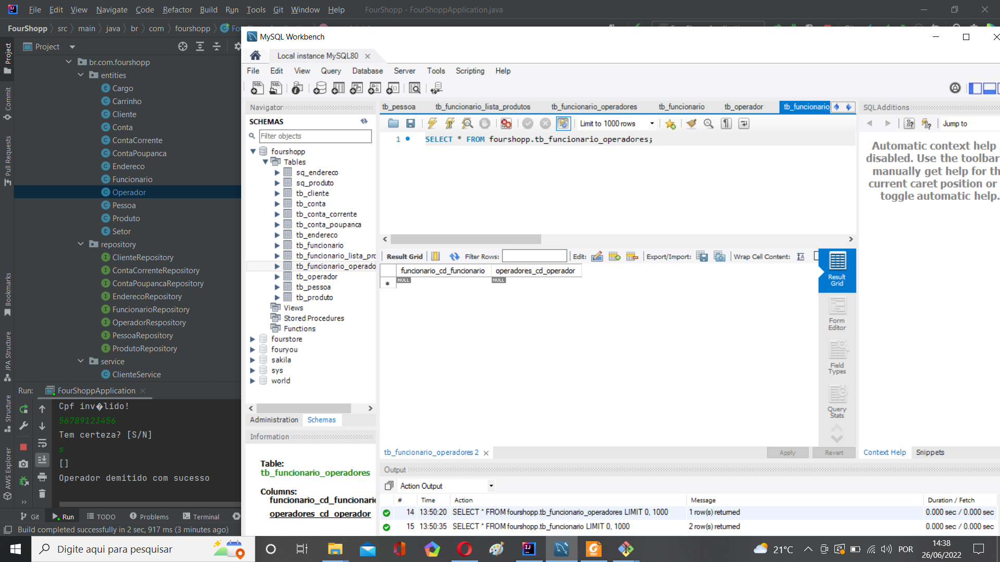 File Edit View Navigate Code Refactor Build Run Tools Git Window Help FourShopp - FourShoppApplication.java
FourShopp src main java br com fourshopp Fo
Project
Project
Commit
Pull Requests
Bookmarks
JPA Structure
Structure
AWS Explorer
br.com.fourshopp
entities
Cargo
Carrinho
Cliente
Conta
ContaCorrente
ContaPoupanca
Endereco
Funcionario
Operador
Pessoa
Produto
Setor
repository
ClienteRepository
ContaCorrenteRepository
ContaPoupancaRepository
EnderecoRepository
FuncionarioRepository
OperadorRespository
PessoaRepository
ProdutoRepository
service
ClienteService
Run: FourShoppApplication
Cpf inv�lido!
56789123456
Tem certeza? [S/N]
s
[]
Operador demitido com sucesso
Git Run TODO Problems Terminal
Build completed successfully in 2 sec, 917 ms (3 minutes ago)
MySQL Workbench
Local instance MySQL80
File Edit View Query Database Server Tools Scripting Help
Navigator
SCHEMAS
Filter objects
fourshopp
Tables
sq_endereco
sq_produto
tb_cliente
tb_conta
tb_conta_corrente
tb_conta_poupanca
tb_endereco
tb_funcionario
tb_funcionario_lista_pro
tb_funcionario_operado
tb_operador
tb_pessoa
tb_produto
Views
Stored Procedures
Functions
fourstore
fouryou
sakila
sys
world
Administration Schemas
Information
Table:
tb_funcionario_operadores
Columns:
funcionario_cd_funcionario
operadores_cd_operador
tb_pessoa tb_funcionario_lista_produtos tb_funcionario_operadores tb_funcionario tb_operador tb_funcionario
Limit to 1000 rows
1 SELECT * FROM fourshopp.tb_funcionario_operadores;
Result Grid Filter Rows: Edit: Export/Import: Wrap Cell Content:
funcionario_cd_funcionario operadores_cd_operador
NULL NULL
Result
Grid
Form
Editor
Field
Types
Query
Stats
tb_funcionario_operadores 2
Apply Revert
SQLAdditions
Jump to
Automatic context help
disabled. Use the toolbar
manually get help for th
current caret position or
toggle automatic help.
Context Help Snippets
Output
Action Output
# Time Action Message Duration / Fetch
14 13:50:20 SELECT * FROM fourshopp.tb_funcionario_operadores LIMIT 0, 1000 1 row(s) returned 0.000 sec / 0.000 sec
15 13:50:35 SELECT * FROM fourshopp.tb_funcionario LIMIT 0, 1000 2 row(s) returned 0.000 sec / 0.000 sec
Digite aqui para pesquisar
21°C
POR
14:38
26/06/2022